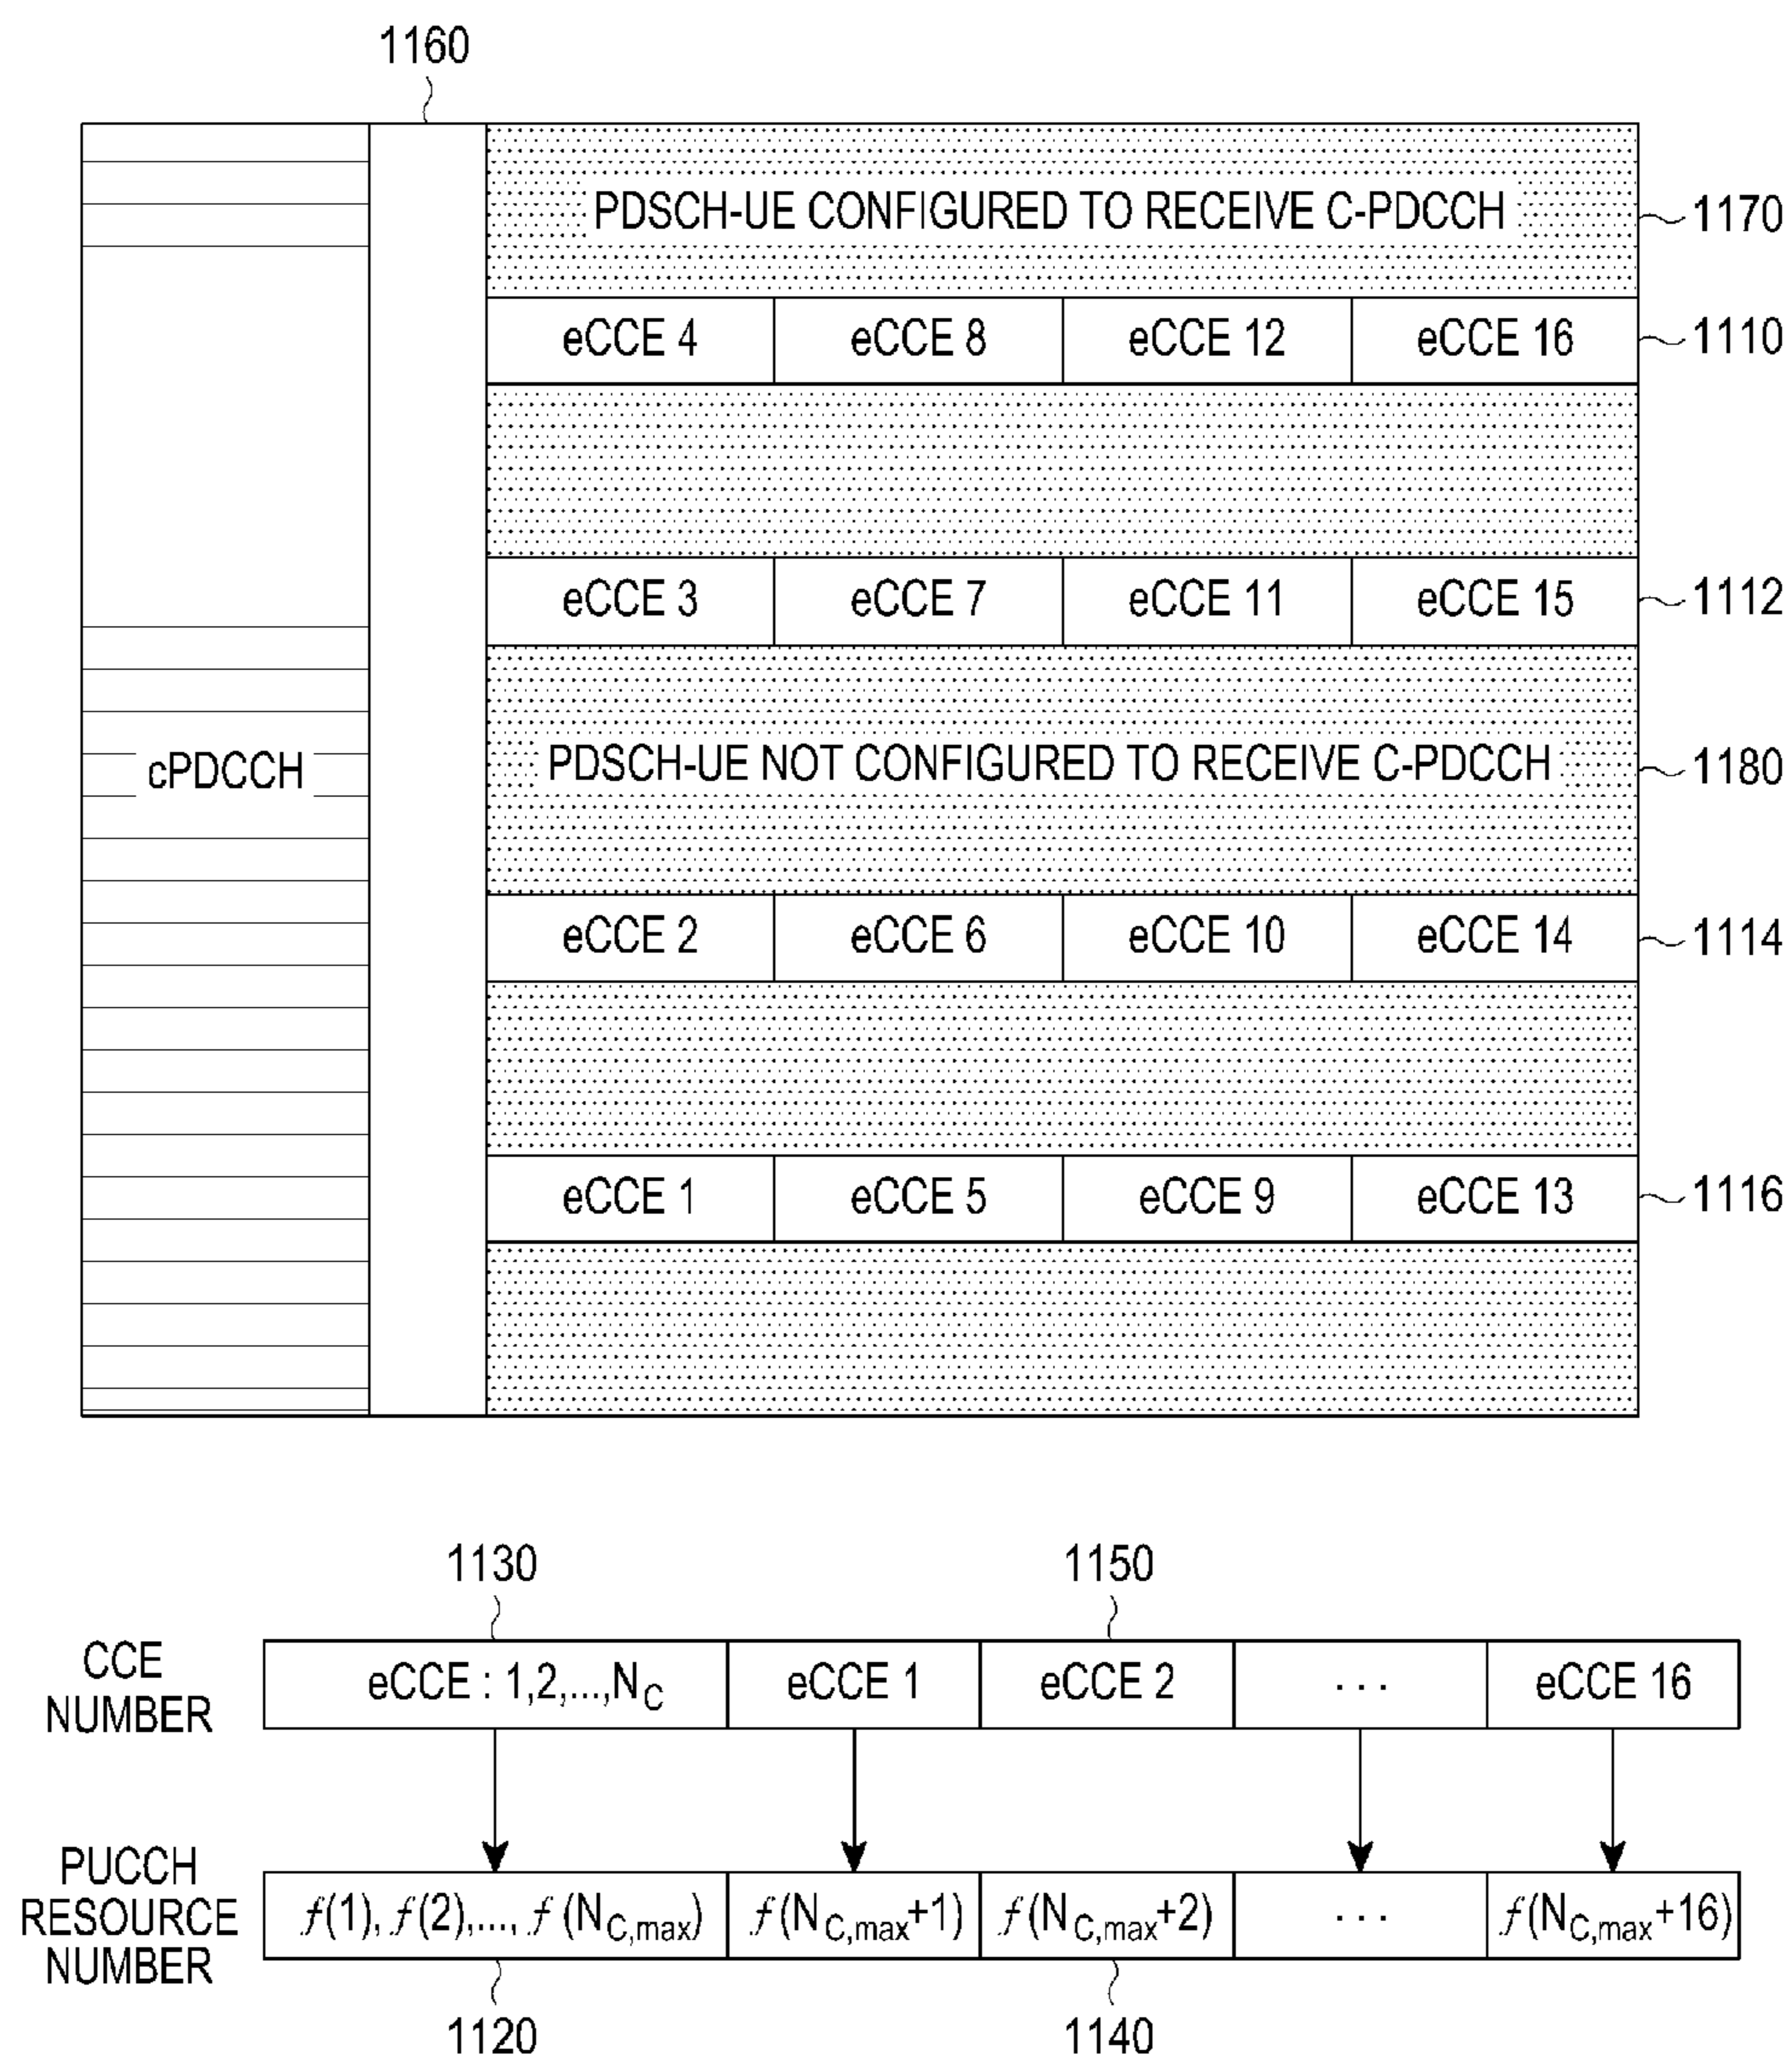 1160
PDSCH-UE CONFIGURED TO RECEIVE C-PDCCH
1170
eCCE 4 eCCE 8 eCCE 12 eCCE 16
1110
eCCE 3 eCCE 7 eCCE 11 eCCE 15
1112
cPDCCH
PDSCH-UE NOT CONFIGURED TO RECEIVE C-PDCCH
1180
eCCE 2 eCCE 6 eCCE 10 eCCE 14
1114
eCCE 1 eCCE 5 eCCE 9 eCCE 13
1116
1130 1150
CCE
NUMBER
eCCE : 1,2,...,N_C eCCE 1 eCCE 2 . . . eCCE 16
PUCCH
RESOURCE
NUMBER
f(1), f(2),..., f (N_C,max) f(N_C,max+1) f(N_C,max+2) . . . f(N_C,max+16)
1120 1140